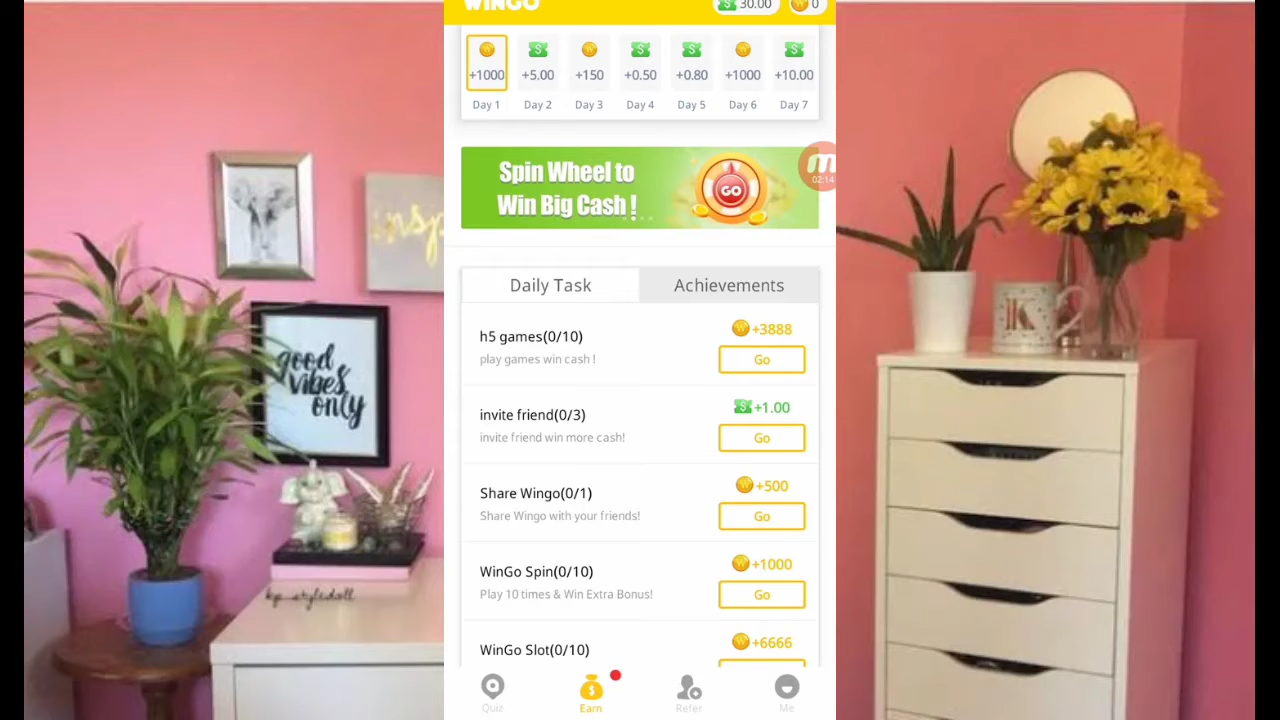 WINGO
30.00
0
+1000
+5.00
+150
+0.50
+0.80
+1000
+10.00
Day 1
Day 2
Day 3
Day 4
Day 5
Day 6
Day 7
Spin Wheel to
Win Big Cash !
GO
02:14
Daily Task
Achievements
h5 games(0/10)
+3888
play games win cash !
Go
invite friend(0/3)
+1.00
invite friend win more cash!
Go
Share Wingo(0/1)
+500
Share Wingo with your friends!
Go
WinGo Spin(0/10)
+1000
Play 10 times & Win Extra Bonus!
Go
WinGo Slot(0/10)
+6666
Quiz
Earn
Refer
Me
good
vibes
only
K